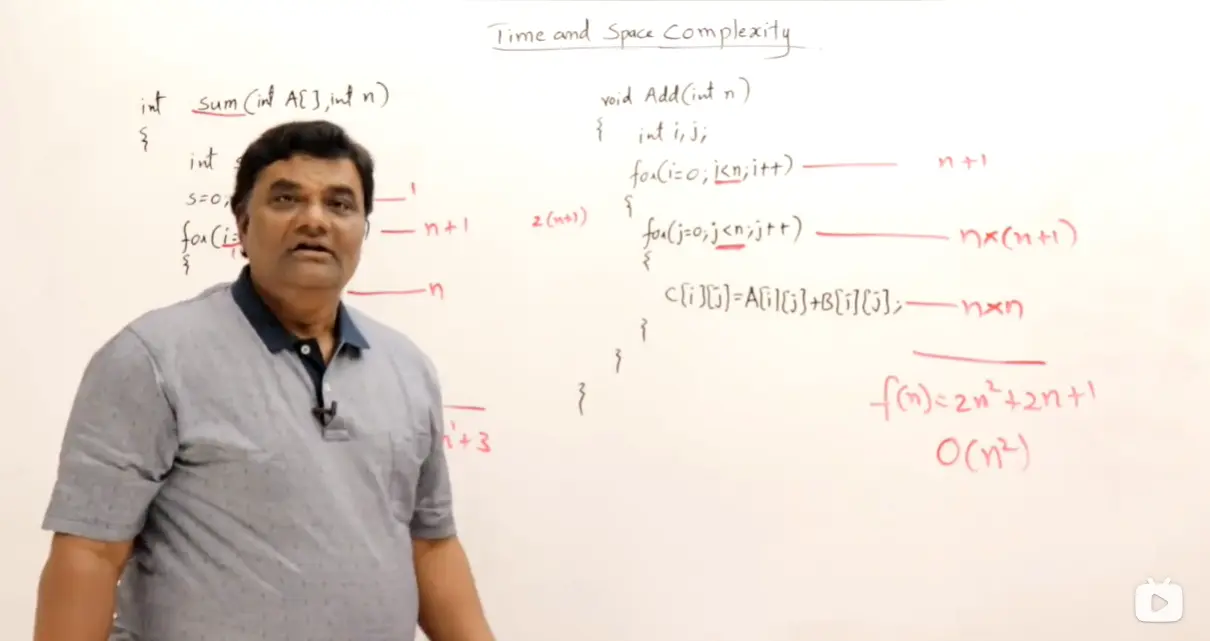 Time and Space Complexity
int sum(int A[],int n)
{
int
s=0,
1
for(i=
n+1
{
n
n¹+3
2(n+1)
void Add(int n)
{ int i,j;
for(i=0;i<n;i++) n+1
{
for(j=0;j<n;j++) n×(n+1)
{
C[i][j]=A[i][j]+B[i][j]; n×n
}
}
}
f(n)=2n²+2n+1
O(n²)